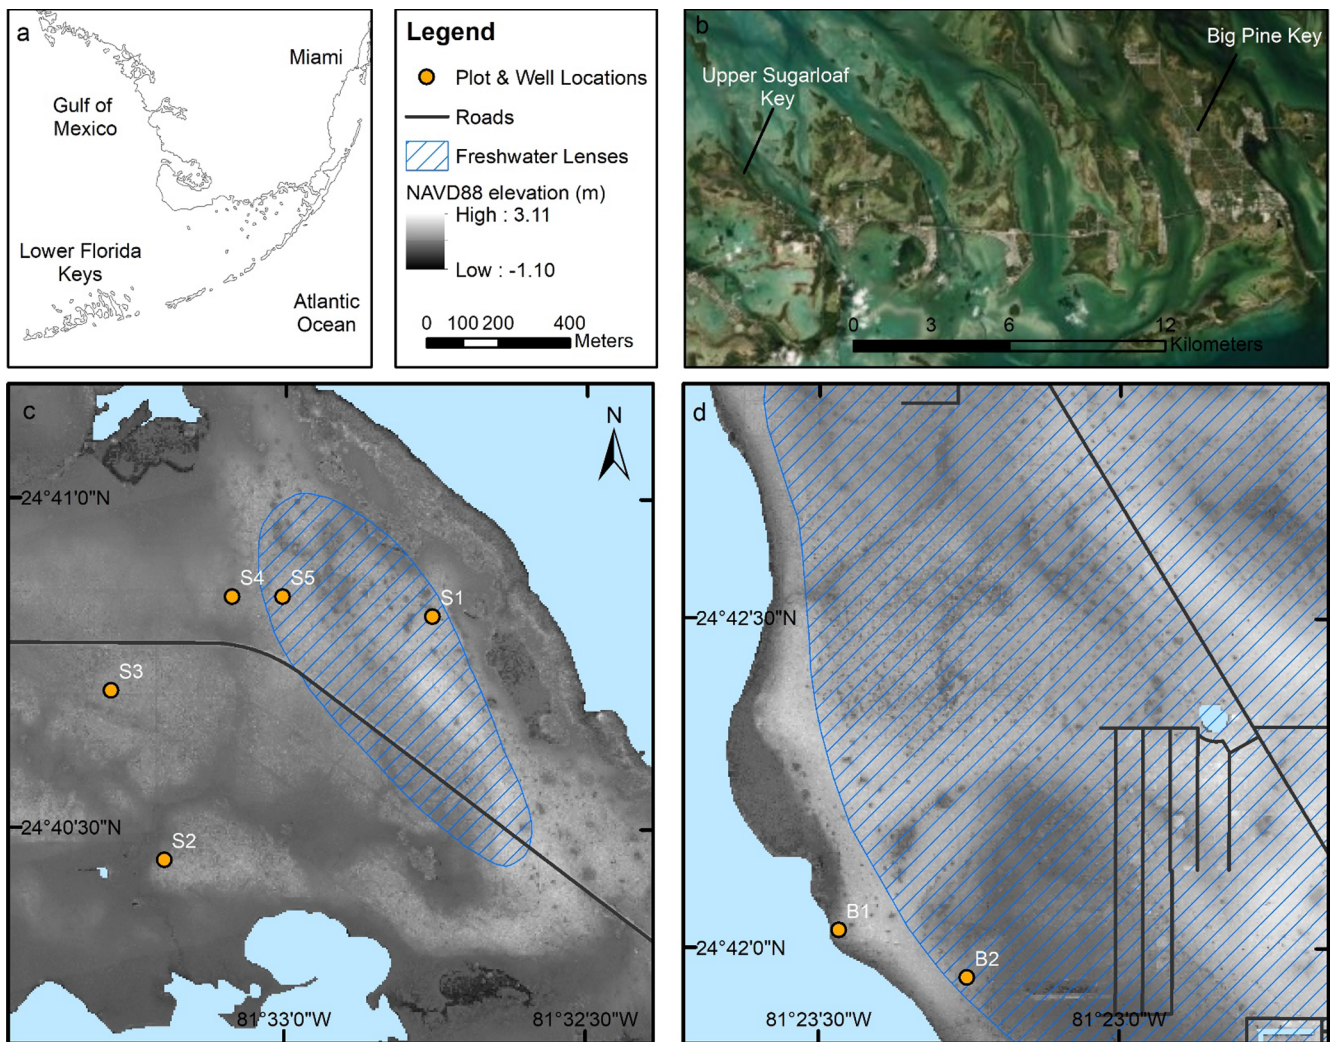 a
Miami
Gulf of
Mexico
Lower Florida
Keys
Atlantic
Ocean
Legend
Plot & Well Locations
Roads
Freshwater Lenses
NAVD88 elevation (m)
High : 3.11
Low : -1.10
0 100 200 400
Meters
b
Big Pine Key
Upper Sugarloaf
Key
0 3 6 12
Kilometers
c
N
24°41'0"N
S4
S5
S1
S3
24°40'30"N
S2
81°33'0"W
81°32'30"W
d
24°42'30"N
B1
24°42'0"N
B2
81°23'30"W
81°23'0"W